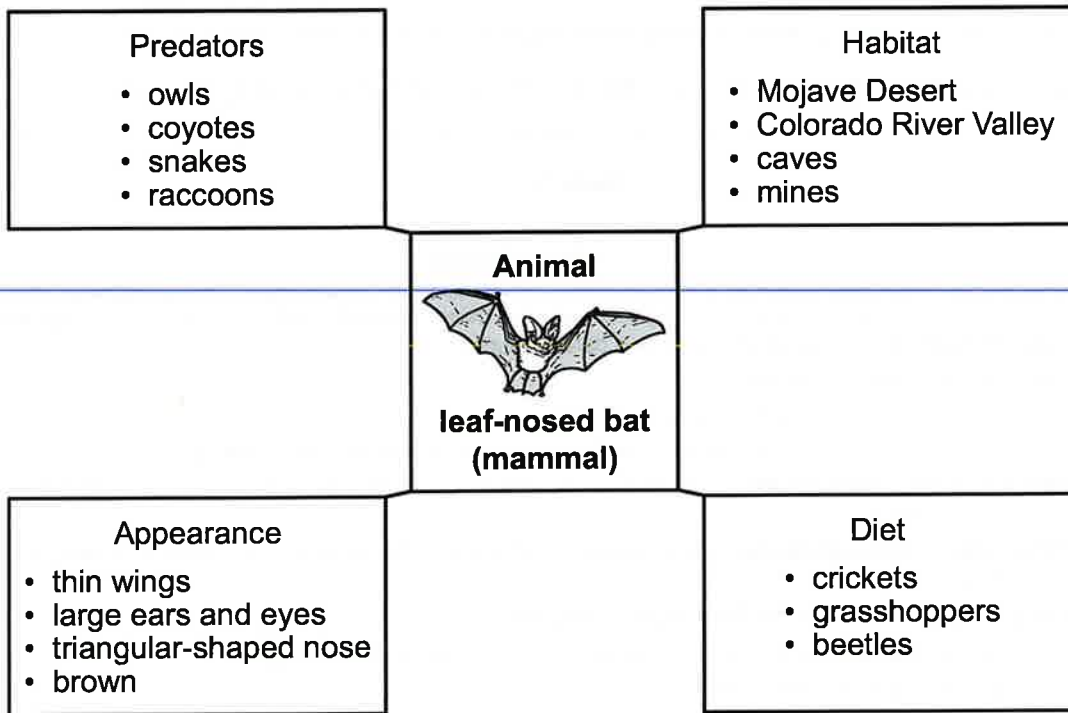 Predators
• owls
• coyotes
• snakes
• raccoons
Habitat
• Mojave Desert
• Colorado River Valley
• caves
• mines
Animal
leaf-nosed bat
(mammal)
Appearance
• thin wings
• large ears and eyes
• triangular-shaped nose
• brown
Diet
• crickets
• grasshoppers
• beetles